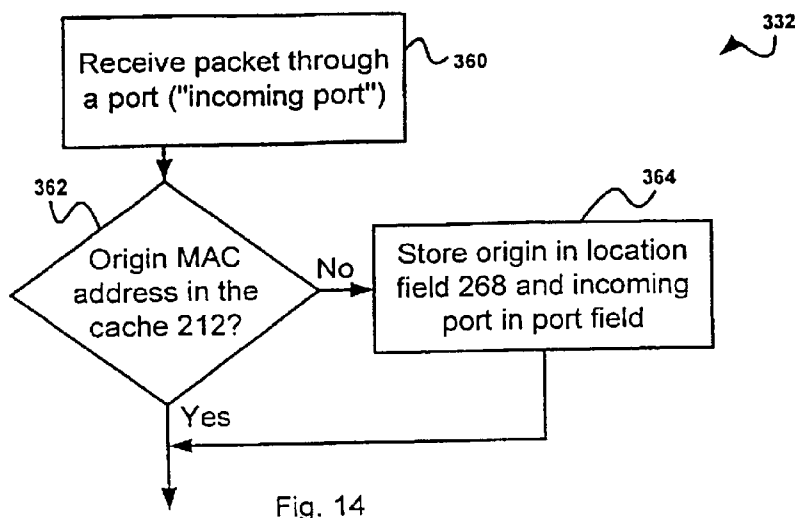 332
Receive packet through
a port ("incoming port")
360
362
Origin MAC
address in the
cache 212?
No
364
Store origin in location
field 268 and incoming
port in port field
Yes
Fig. 14